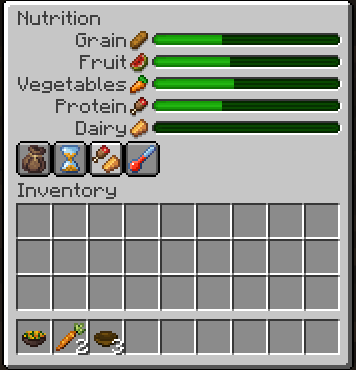 Nutrition
Grain
Fruit
Vegetables
Protein
Dairy
Inventory
2 3